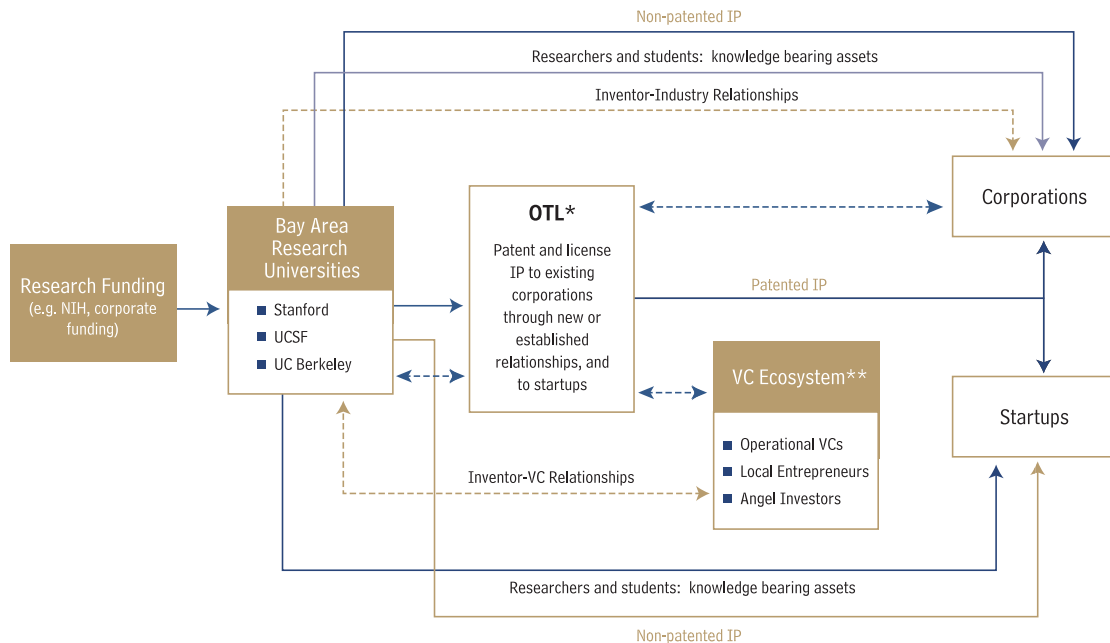 Non-patented IP
Researchers and students: knowledge bearing assets
Inventor-Industry Relationships
Research Funding
(e.g. NIH, corporate
funding)
Bay Area
Research
Universities
Stanford
UCSF
UC Berkeley
OTL*
Patent and license
IP to existing
corporations
through new or
established
relationships, and
to startups
Corporations
Patented IP
VC Ecosystem**
Operational VCs
Local Entrepreneurs
Angel Investors
Startups
Inventor-VC Relationships
Researchers and students: knowledge bearing assets
Non-patented IP